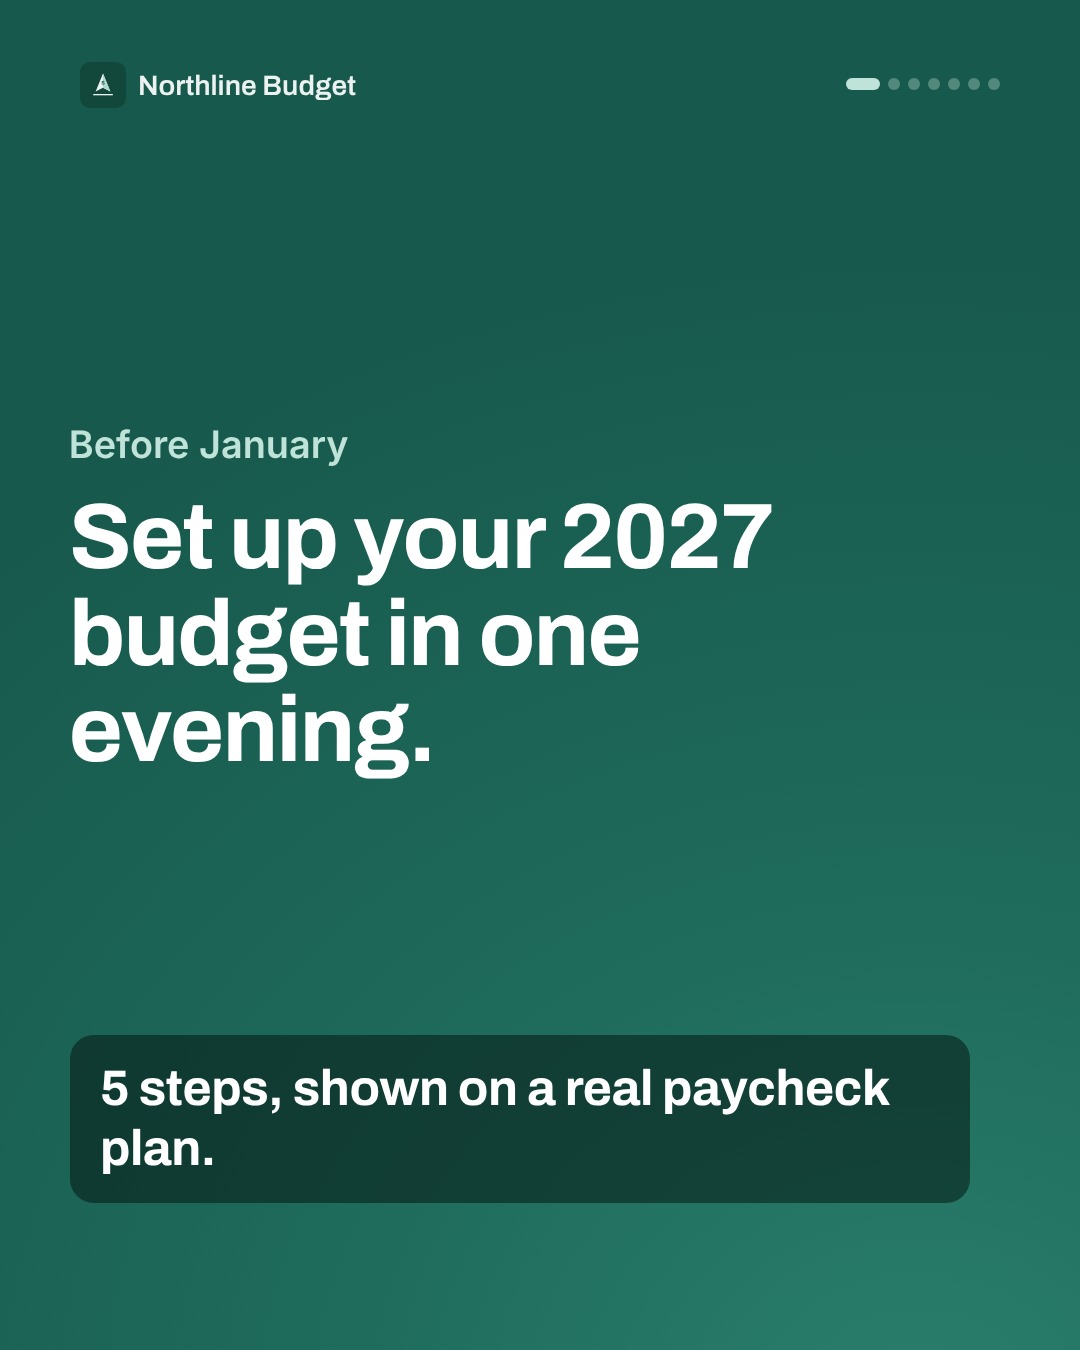 Northline Budget
Before January
Set up your 2027
budget in one
evening.
5 steps, shown on a real paycheck
plan.